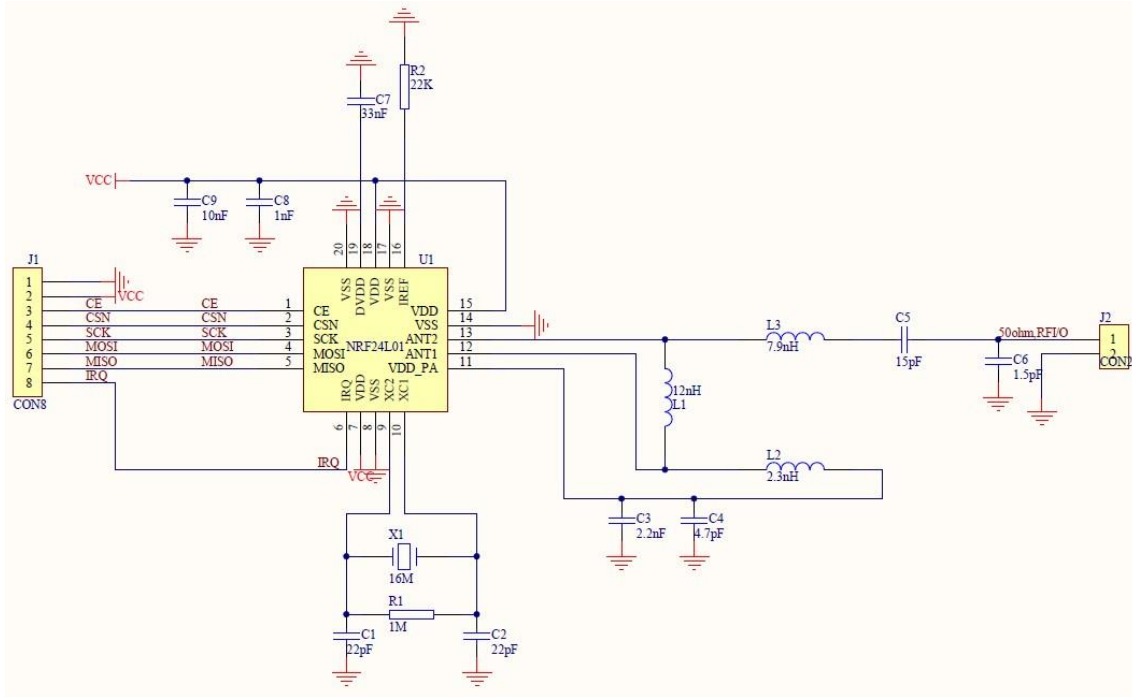 R2
22K
C7
33nF
VCC
C9
10nF
C8
1nF
J1
U1
20
19
18
17
16
VSS
DVDD
VDD
VSS
IREF
1
2
3
4
5
6
7
8
CON8
VCC
CE
CSN
SCK
MOSI
MISO
IRQ
CE
CSN
SCK
MOSI
MISO
1
2
3
4
5
CE
CSN
SCK
MOSI
MISO
NRF24L01
VDD
VSS
ANT2
ANT1
VDD_PA
15
14
13
12
11
IRQ
VDD
VSS
XC2
XC1
6
7
8
9
10
IRQ
VCC
L3
7.9nH
C5
15pF
50ohm,RFI/O
J2
1
2
CON2
C6
1.5pF
12nH
L1
L2
2.3nH
C3
2.2nF
C4
4.7pF
X1
16M
R1
1M
C1
22pF
C2
22pF